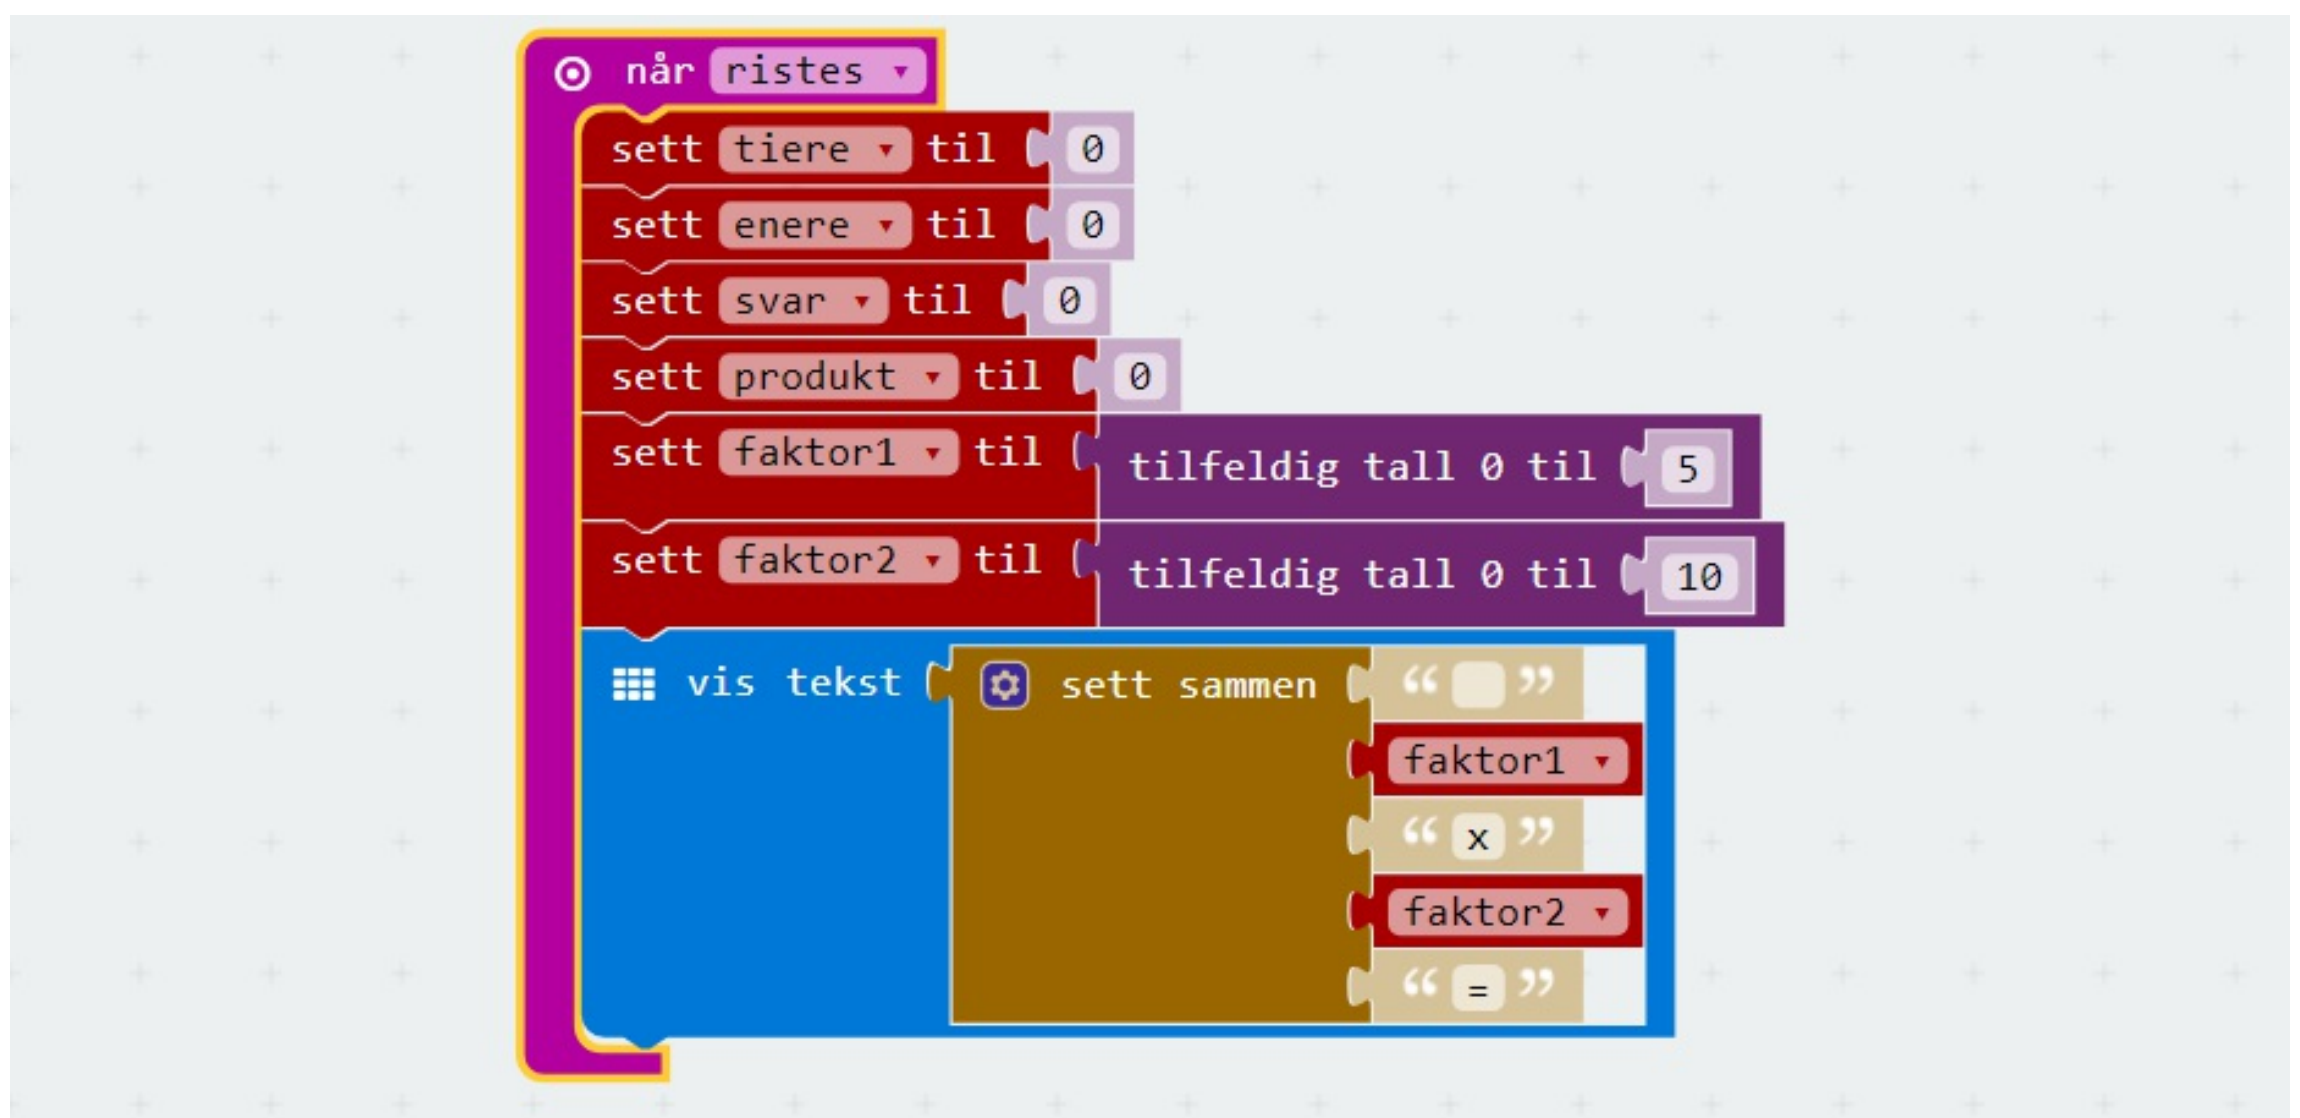 når ristes
sett tiere til 0
sett enere til 0
sett svar til 0
sett produkt til 0
sett faktor1 til tilfeldig tall 0 til 5
sett faktor2 til tilfeldig tall 0 til 10
vis tekst sett sammen “ ”
faktor1
“ x ”
faktor2
“ = ”